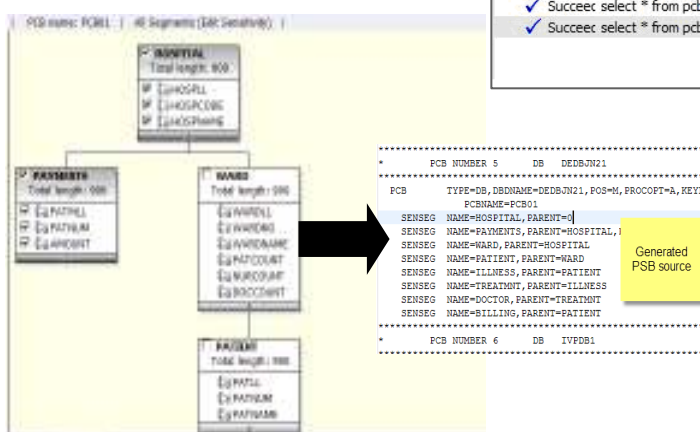 PCB name: PCB01 | All Segments (Edit Sensitivity) |
Succeec select * from pcb
Succeec select * from pcb
HOSPITAL
Total length: 900
HOSPLL
HOSPCODE
HOSPNAME
PAYMENTS
Total length: 900
PATMLL
PATNUM
AMOUNT
WARD
Total length: 900
WARDLL
WARDNO
WARDNAME
PATCOUNT
NURCOUNT
DOCCOUNT
PATIENT
Total length: 900
PATLL
PATNUM
PATNAME
****************************************
* PCB NUMBER 5 DB DEDBJN21
****************************************
PCB TYPE=DB,DBDNAME=DEDBJN21,POS=M,PROCOPT=A,KEY
PCBNAME=PCB01
SENSEG NAME=HOSPITAL,PARENT=0
SENSEG NAME=PAYMENTS,PARENT=HOSPITAL,
SENSEG NAME=WARD,PARENT=HOSPITAL
SENSEG NAME=PATIENT,PARENT=WARD
SENSEG NAME=ILLNESS,PARENT=PATIENT
SENSEG NAME=TREATMNT,PARENT=ILLNESS
SENSEG NAME=DOCTOR,PARENT=TREATMNT
SENSEG NAME=BILLING,PARENT=PATIENT
****************************************
* PCB NUMBER 6 DB IVPDB1
****************************************
Generated
PSB source